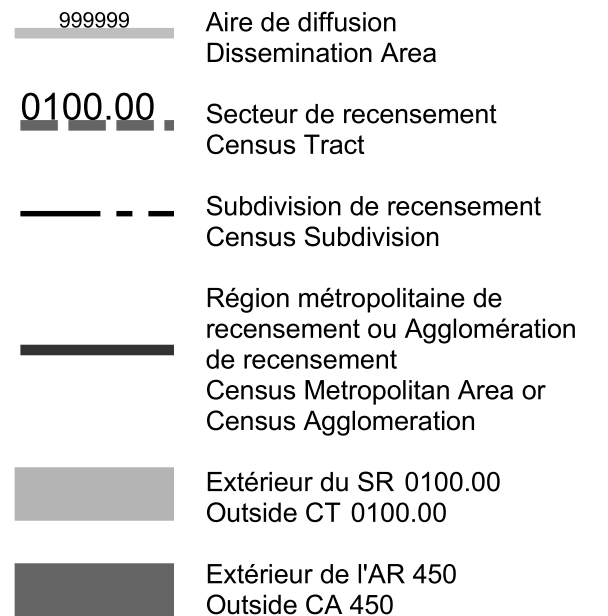 999999
Aire de diffusion
Dissemination Area
0100.00
Secteur de recensement
Census Tract
Subdivision de recensement
Census Subdivision
Région métropolitaine de
recensement ou Agglomération
de recensement
Census Metropolitan Area or
Census Agglomeration
Extérieur du SR 0100.00
Outside CT 0100.00
Extérieur de l'AR 450
Outside CA 450